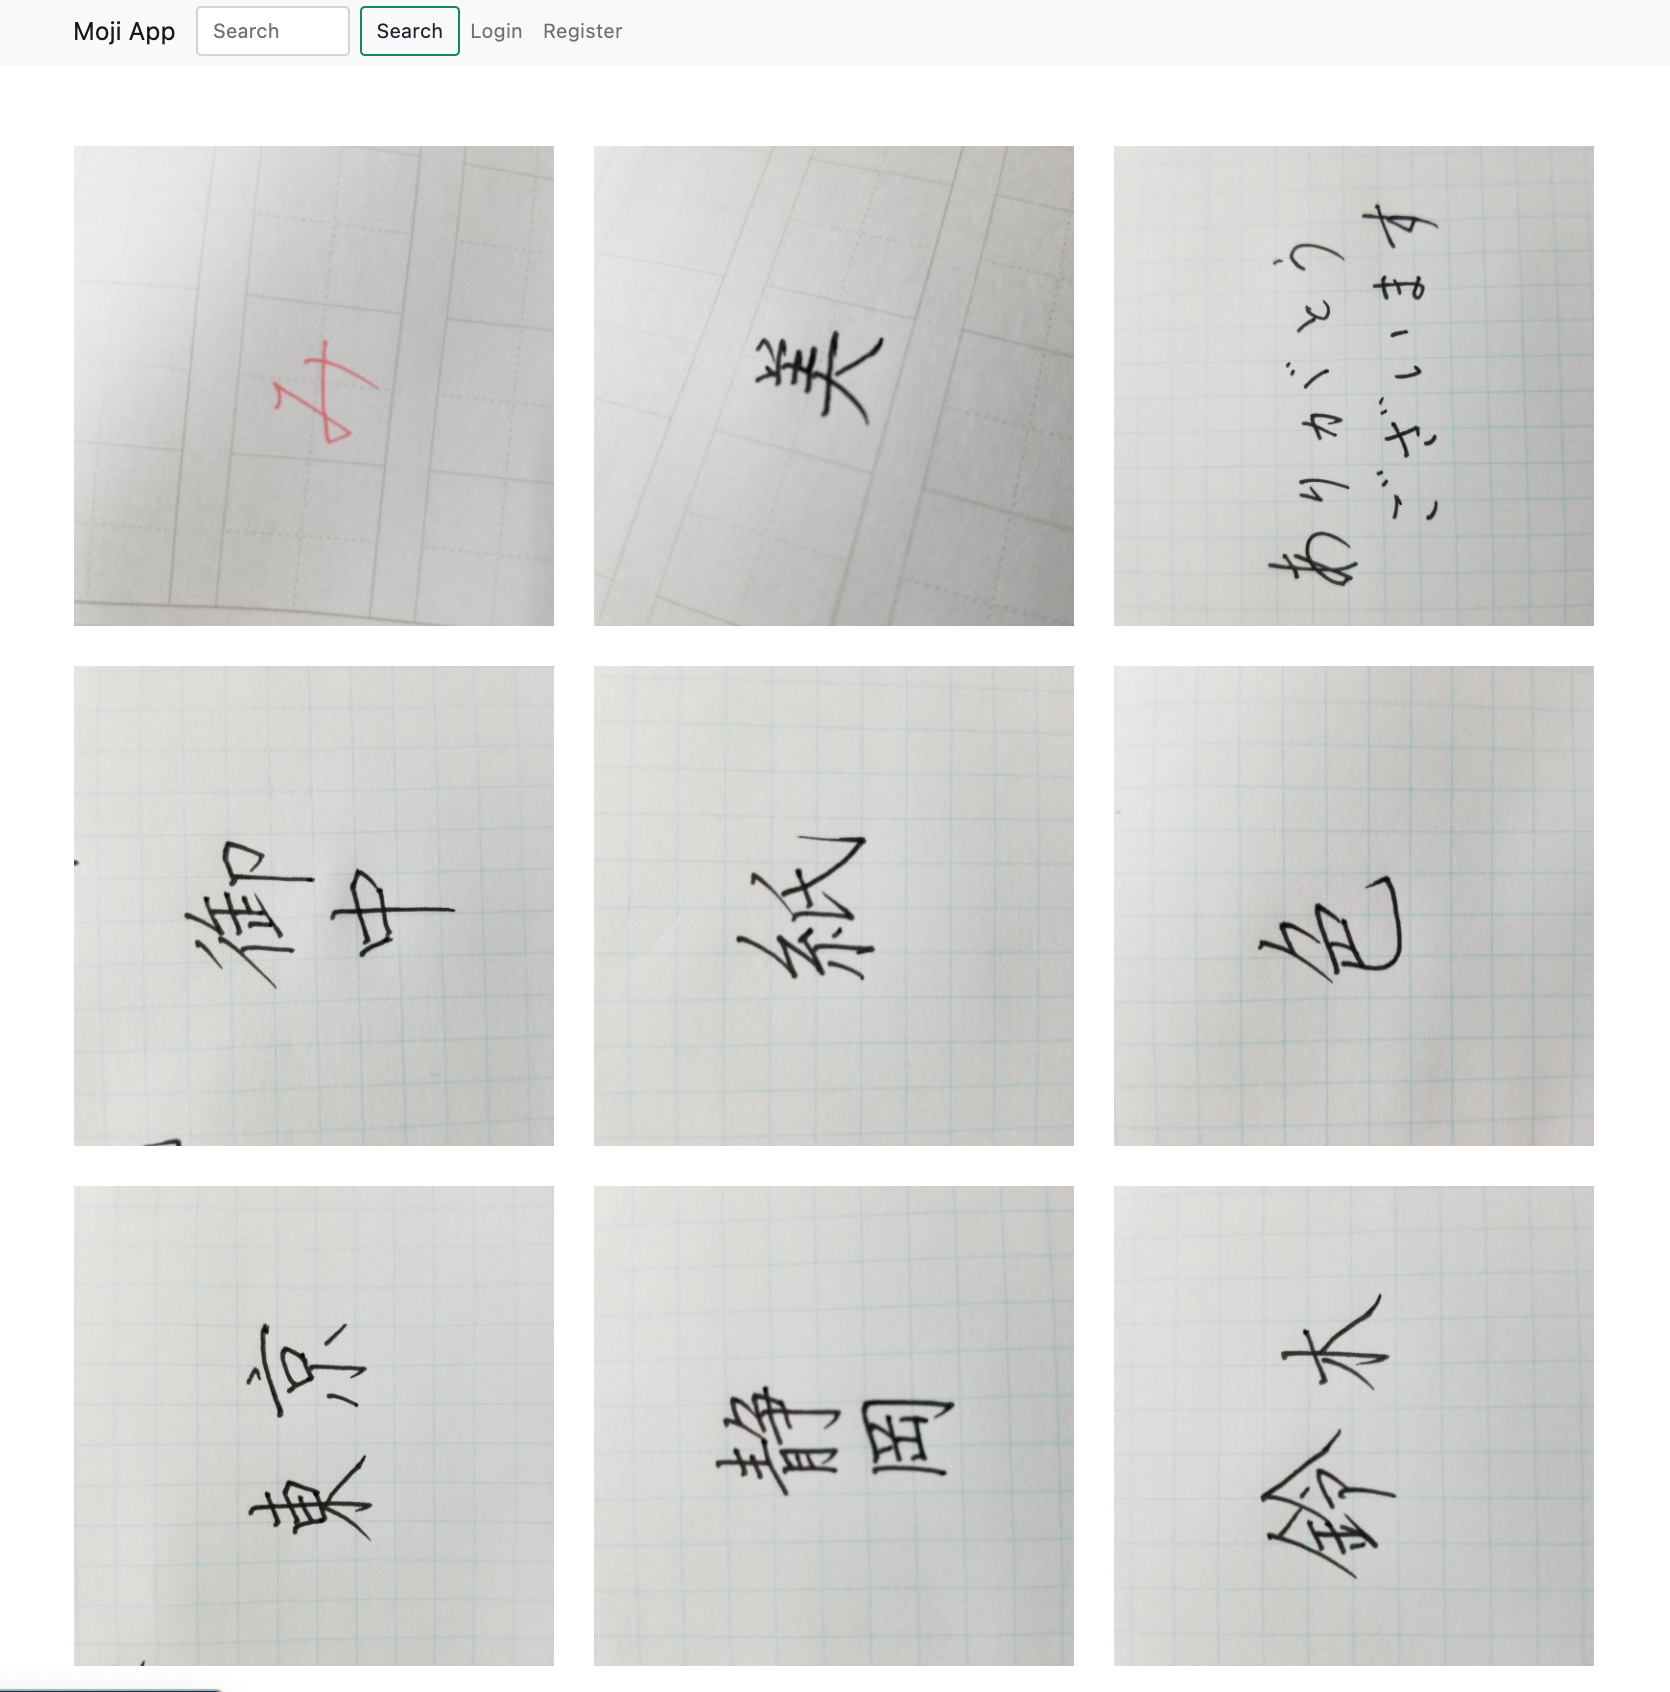 Moji App Search Search Login Register
み
美
ありがとう
ございます
御中
紙
色
東京
静岡
鈴木